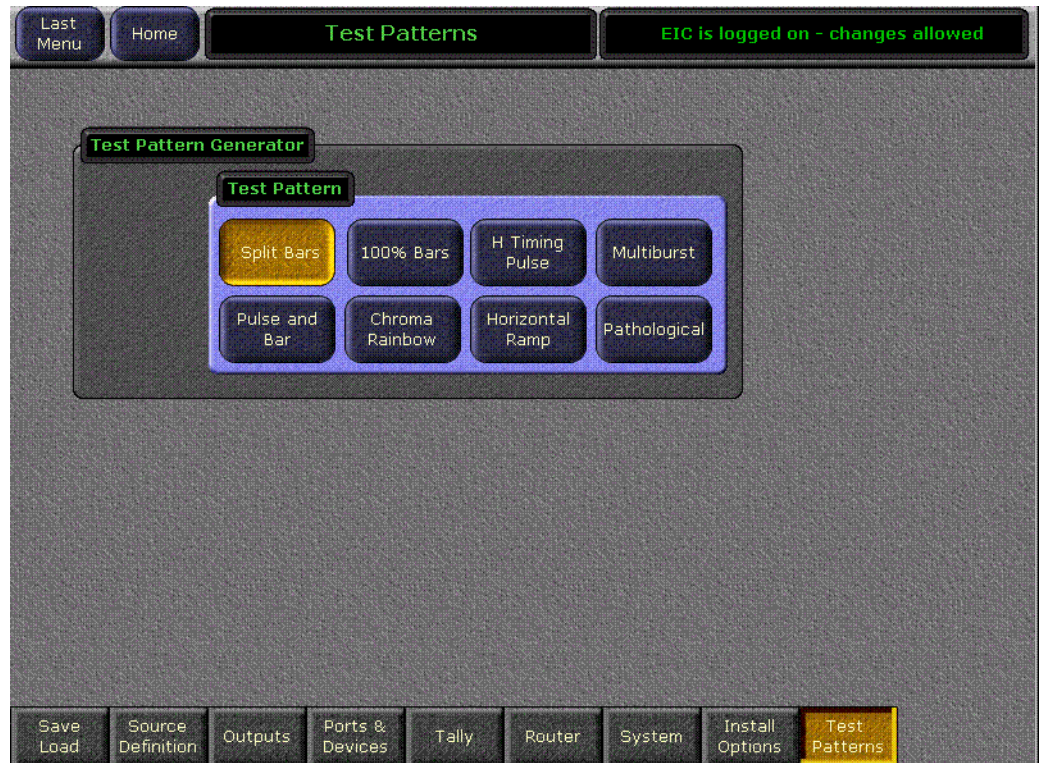 Last
Menu
Home
Test Patterns
EIC is logged on - changes allowed
Test Pattern Generator
Test Pattern
Split Bars
100% Bars
H Timing
Pulse
Multiburst
Pulse and
Bar
Chroma
Rainbow
Horizontal
Ramp
Pathological
Save
Load
Source
Definition
Outputs
Ports &
Devices
Tally
Router
System
Install
Options
Test
Patterns